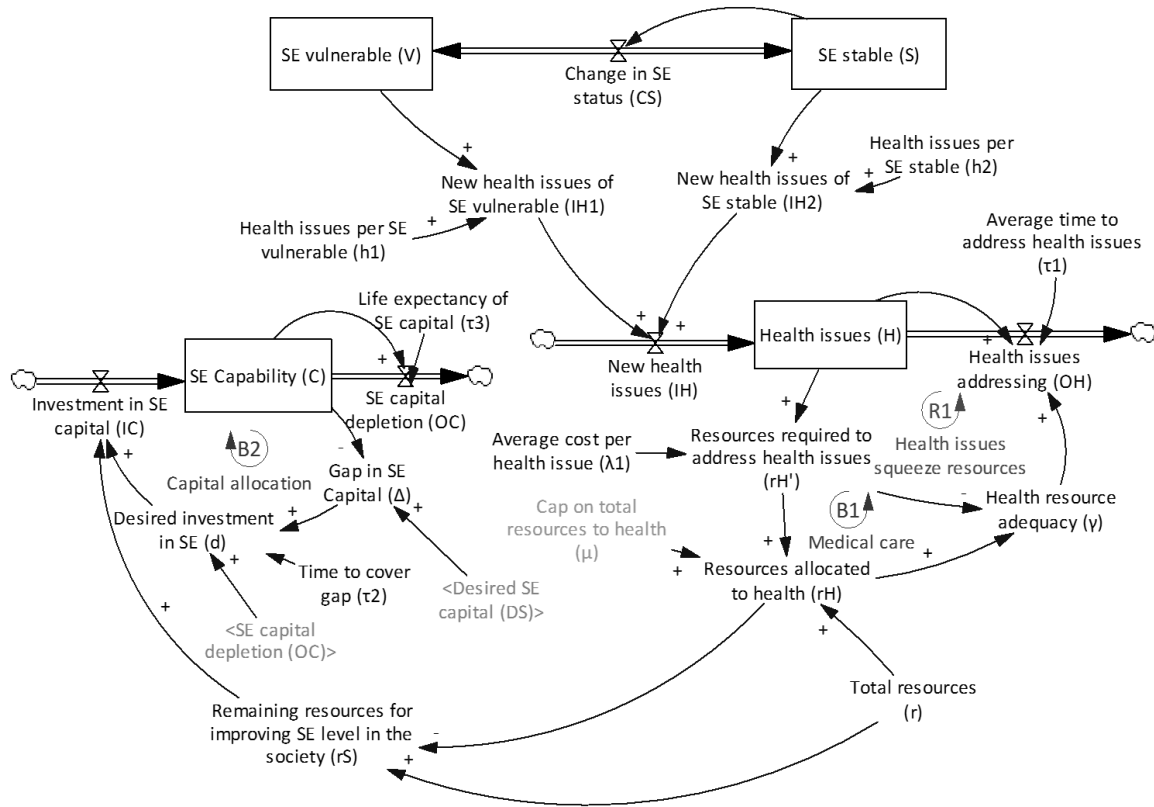 SE vulnerable (V)
SE stable (S)
Change in SE
status (CS)
+
+
Health issues per
SE stable (h2)
+
New health issues of
SE vulnerable (IH1)
New health issues of
SE stable (IH2)
Health issues per SE
vulnerable (h1)
+
Average time to
address health issues
(τ1)
Life expectancy of
SE capital (τ3)
+
+
+
Health issues (H)
New health
issues (IH)
+
-
Health issues
addressing (OH)
SE Capability (C)
Investment in SE
capital (IC)
SE capital
depletion (OC)
B2
Capital allocation
+
+
-
Gap in SE
Capital (Δ)
+
+
Desired investment
in SE (d)
+
Time to cover
gap (τ2)
<SE capital
depletion (OC)>
<Desired SE
capital (DS)>
+
Average cost per
health issue (λ1)
+
Resources required to
address health issues
(rH')
R1
Health issues
squeeze resources
+
-
Health resource
adequacy (γ)
B1
Medical care
Cap on total
resources to health
(μ)
+
+
+
Resources allocated
to health (rH)
+
Total resources
(r)
Remaining resources for
improving SE level in the
society (rS)
-
+